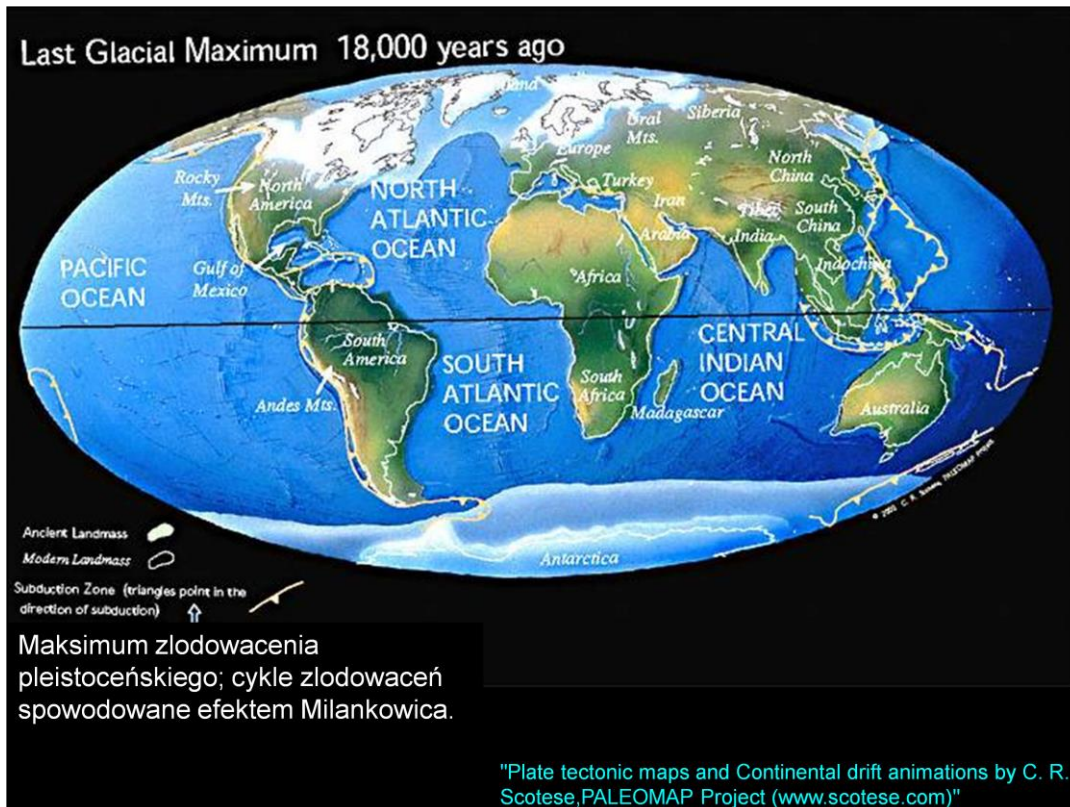 Last Glacial Maximum 18,000 years ago
Siberia
Ural
Mts.
Europe
North
China
Rocky
Mts.
North
America
NORTH
ATLANTIC
OCEAN
Turkey
Iran
Tibet
South
China
Arabia
India
PACIFIC
OCEAN
Gulf of
Mexico
Africa
Indochina
South
America
SOUTH
ATLANTIC
OCEAN
CENTRAL
INDIAN
OCEAN
South
Africa
Andes Mts.
Madagascar
Australia
Ancient Landmass
Modern Landmass
Antarctica
Subduction Zone (triangles point in the
direction of subduction)
Maksimum zlodowacenia
pleistoceńskiego; cykle zlodowaceń
spowodowane efektem Milankowica.
"Plate tectonic maps and Continental drift animations by C. R.
Scotese,PALEOMAP Project (www.scotese.com)"